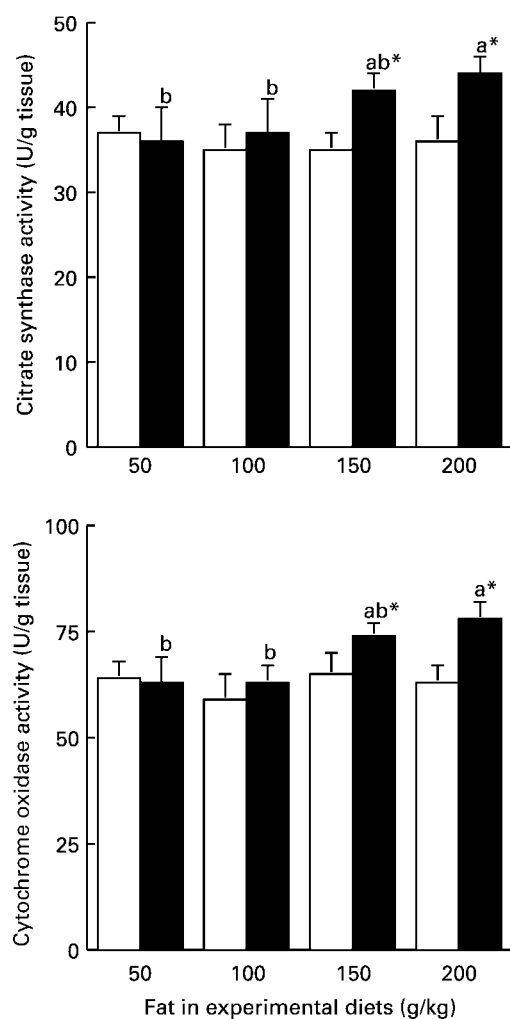 Citrate synthase activity (U/g tissue)
50
40
30
20
10
0
b
b
ab*
a*
50 100 150 200
Cytochrome oxidase activity (U/g tissue)
100
75
50
25
0
b
b
ab*
a*
50 100 150 200
Fat in experimental diets (g/kg)